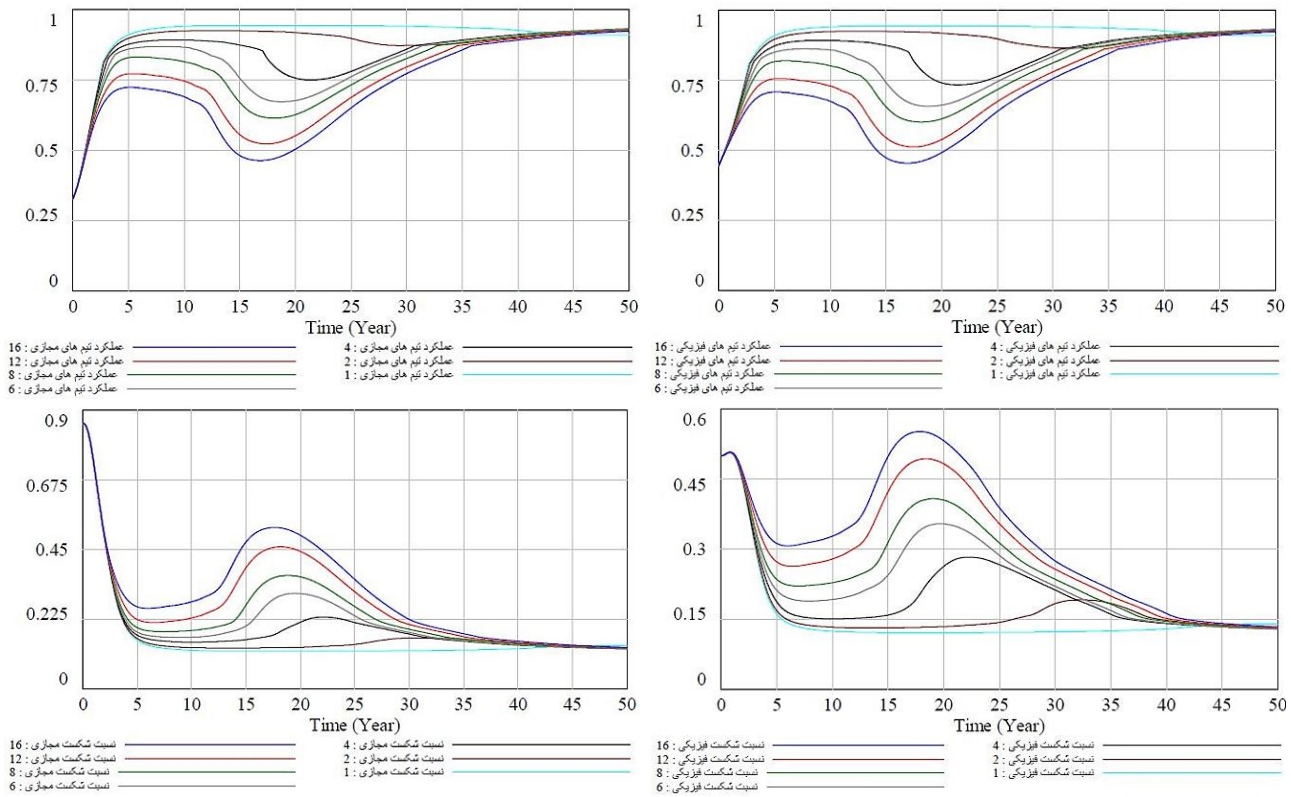 1
0.75
0.5
0.25
0
0 5 10 15 20 25 30 35 40 45 50
Time (Year)
عملکرد تیم های مجازی : 16
عملکرد تیم های مجازی : 12
عملکرد تیم های مجازی : 8
عملکرد تیم های مجازی : 6
عملکرد تیم های مجازی : 4
عملکرد تیم های مجازی : 2
عملکرد تیم های مجازی : 1
1
0.75
0.5
0.25
0
0 5 10 15 20 25 30 35 40 45 50
Time (Year)
عملکرد تیم های فیزیکی : 16
عملکرد تیم های فیزیکی : 12
عملکرد تیم های فیزیکی : 8
عملکرد تیم های فیزیکی : 6
عملکرد تیم های فیزیکی : 4
عملکرد تیم های فیزیکی : 2
عملکرد تیم های فیزیکی : 1
0.9
0.675
0.45
0.225
0
0 5 10 15 20 25 30 35 40 45 50
Time (Year)
نسبت شکست مجازی : 16
نسبت شکست مجازی : 12
نسبت شکست مجازی : 8
نسبت شکست مجازی : 6
نسبت شکست مجازی : 4
نسبت شکست مجازی : 2
نسبت شکست مجازی : 1
0.6
0.45
0.3
0.15
0
0 5 10 15 20 25 30 35 40 45 50
Time (Year)
نسبت شکست فیزیکی : 16
نسبت شکست فیزیکی : 12
نسبت شکست فیزیکی : 8
نسبت شکست فیزیکی : 6
نسبت شکست فیزیکی : 4
نسبت شکست فیزیکی : 2
نسبت شکست فیزیکی : 1